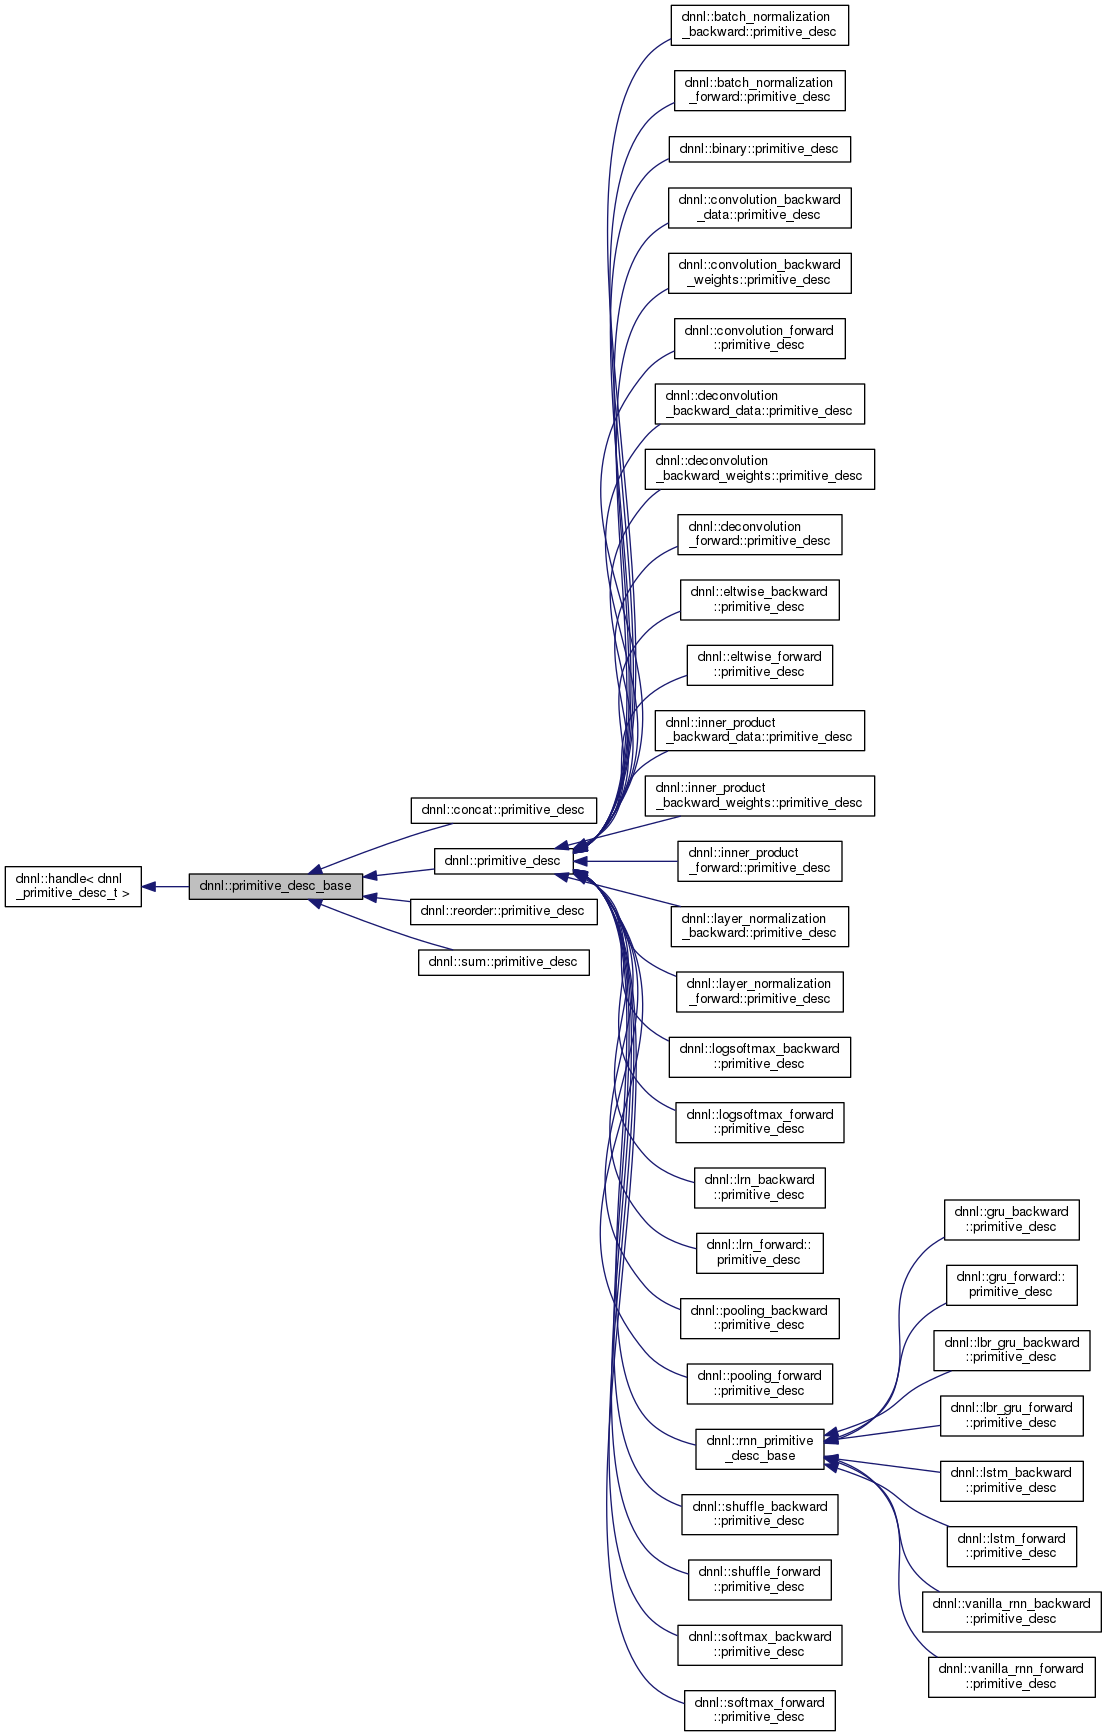 dnnl::handle< dnnl
_primitive_desc_t >
dnnl::primitive_desc_base
dnnl::concat::primitive_desc
dnnl::primitive_desc
dnnl::reorder::primitive_desc
dnnl::sum::primitive_desc
dnnl::batch_normalization
_backward::primitive_desc
dnnl::batch_normalization
_forward::primitive_desc
dnnl::binary::primitive_desc
dnnl::convolution_backward
_data::primitive_desc
dnnl::convolution_backward
_weights::primitive_desc
dnnl::convolution_forward
::primitive_desc
dnnl::deconvolution
_backward_data::primitive_desc
dnnl::deconvolution
_backward_weights::primitive_desc
dnnl::deconvolution
_forward::primitive_desc
dnnl::eltwise_backward
::primitive_desc
dnnl::eltwise_forward
::primitive_desc
dnnl::inner_product
_backward_data::primitive_desc
dnnl::inner_product
_backward_weights::primitive_desc
dnnl::inner_product
_forward::primitive_desc
dnnl::layer_normalization
_backward::primitive_desc
dnnl::layer_normalization
_forward::primitive_desc
dnnl::logsoftmax_backward
::primitive_desc
dnnl::logsoftmax_forward
::primitive_desc
dnnl::lrn_backward
::primitive_desc
dnnl::lrn_forward::
primitive_desc
dnnl::pooling_backward
::primitive_desc
dnnl::pooling_forward
::primitive_desc
dnnl::rnn_primitive
_desc_base
dnnl::shuffle_backward
::primitive_desc
dnnl::shuffle_forward
::primitive_desc
dnnl::softmax_backward
::primitive_desc
dnnl::softmax_forward
::primitive_desc
dnnl::gru_backward
::primitive_desc
dnnl::gru_forward::
primitive_desc
dnnl::lbr_gru_backward
::primitive_desc
dnnl::lbr_gru_forward
::primitive_desc
dnnl::lstm_backward
::primitive_desc
dnnl::lstm_forward
::primitive_desc
dnnl::vanilla_rnn_backward
::primitive_desc
dnnl::vanilla_rnn_forward
::primitive_desc